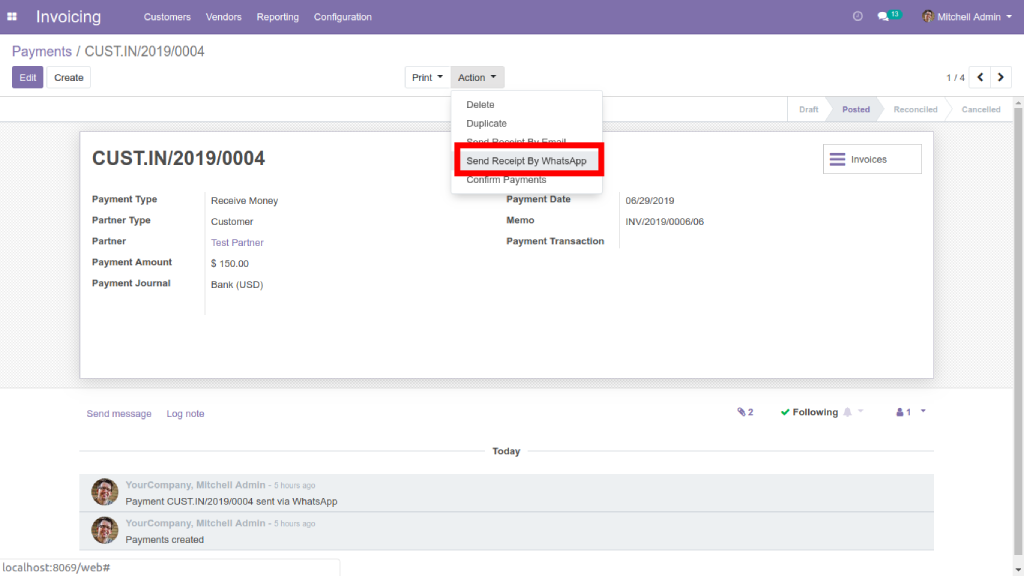 Invoicing Customers Vendors Reporting Configuration 13 Mitchell Admin
Payments / CUST.IN/2019/0004
Edit Create Print Action 1 / 4
Delete
Duplicate
Send Receipt By Email
Send Receipt By WhatsApp
Confirm Payments
Draft Posted Reconciled Cancelled
CUST.IN/2019/0004
Invoices
Payment Type Receive Money
Partner Type Customer
Partner Test Partner
Payment Amount $ 150.00
Payment Journal Bank (USD)
Payment Date 06/29/2019
Memo INV/2019/0006/06
Payment Transaction
Send message Log note 2 Following 1
Today
YourCompany, Mitchell Admin - 5 hours ago
Payment CUST.IN/2019/0004 sent via WhatsApp
YourCompany, Mitchell Admin - 5 hours ago
Payments created
localhost:8069/web#